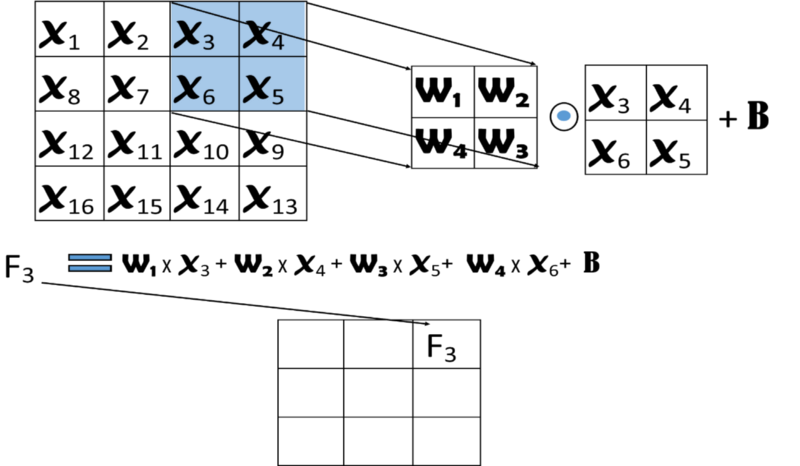 X₁ X₂ X₃ X₄
X₈ X₇ X₆ X₅
X₁₂ X₁₁ X₁₀ X₉
X₁₆ X₁₅ X₁₄ X₁₃
W₁ W₂
W₄ W₃
X₃ X₄
X₆ X₅
+ B
F₃ = W₁ x X₃ + W₂ x X₄ + W₃ x X₅+ W₄ x X₆+ B
F₃